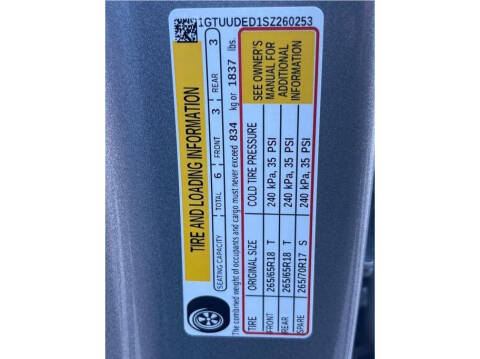 1GTUUDED1SZ260253
TIRE AND LOADING INFORMATION
SEATING CAPACITY TOTAL 6 FRONT 3 REAR 3
The combined weight of occupants and cargo must never exceed 834 kg or 1837 lbs.
TIRE ORIGINAL SIZE COLD TIRE PRESSURE
FRONT 265/65R18 T 240 kPa, 35 PSI
REAR 265/65R18 T 240 kPa, 35 PSI
SPARE 265/70R17 S 240 kPa, 35 PSI
SEE OWNER'S
MANUAL FOR
ADDITIONAL
INFORMATION